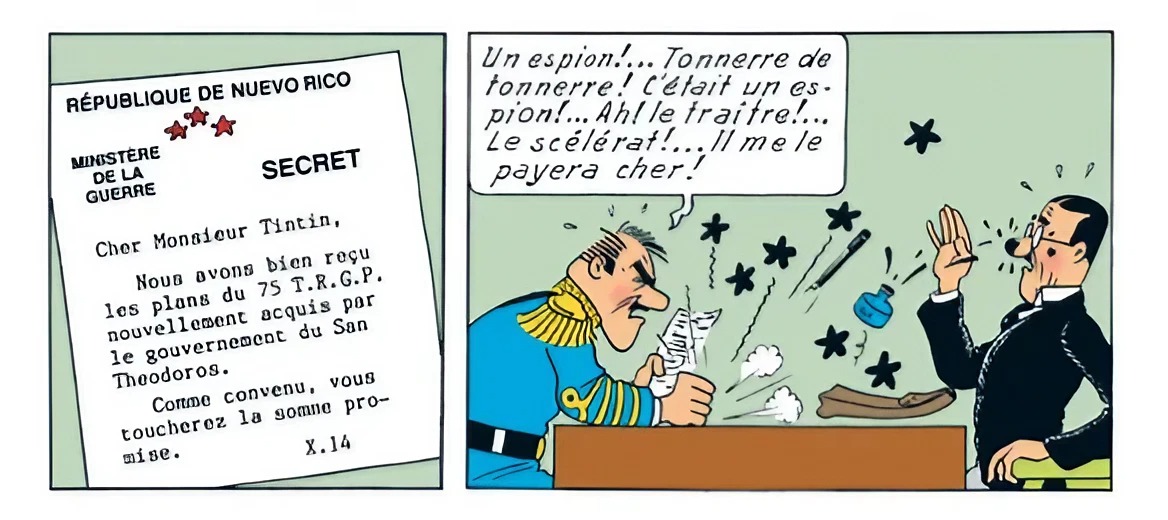 RÉPUBLIQUE DE NUEVO RICO
MINISTÈRE
DE LA
GUERRE
SECRET
Cher Monsieur Tintin,
Nous avons bien reçu
les plans du 75 T.R.G.P.
nouvellement acquis par
le gouvernement du San
Theodoros.
Comme convenu, vous
toucherez la somme pro-
mise.
X.14
Un espion!... Tonnerre de
tonnerre! C'était un es-
pion!... Ah! le traître!...
Le scélérat!... Il me le
payera cher!